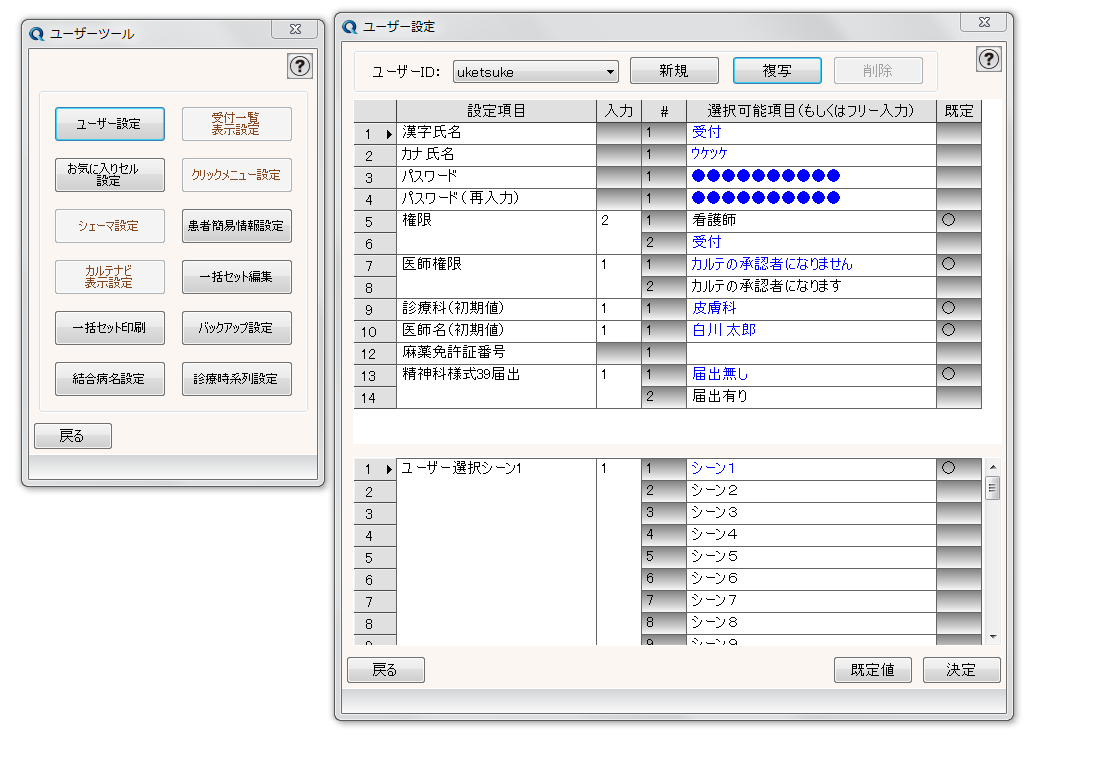 ユーザーツール
?
ユーザー設定
受付一覧
表示設定
お気に入りセル
設定
クリックメニュー設定
シェーマ設定
患者簡易情報設定
カルテナビ
表示設定
一括セット編集
一括セット印刷
バックアップ設定
結合病名設定
診療時系列設定
戻る
ユーザー設定
?
ユーザーID: uketsuke 新規 複写 削除
設定項目 入力 # 選択可能項目(もしくはフリー入力) 既定
1 漢字氏名 1 受付
2 カナ氏名 1 ウケツケ
3 パスワード 1 ●●●●●●●●●●
4 パスワード(再入力) 1 ●●●●●●●●●●
5 権限 2 1 看護師 ○
6 2 受付
7 医師権限 1 1 カルテの承認者になりません ○
8 2 カルテの承認者になります
9 診療科(初期値) 1 1 皮膚科 ○
10 医師名(初期値) 1 1 白川 太郎 ○
12 麻薬免許証番号 1
13 精神科様式39届出 1 1 届出無し ○
14 2 届出有り
1 ユーザー選択シーン1 1 1 シーン1 ○
2 2 シーン2
3 3 シーン3
4 4 シーン4
5 5 シーン5
6 6 シーン6
7 7 シーン7
8 8 シーン8
9 9 シーン9
戻る 既定値 決定